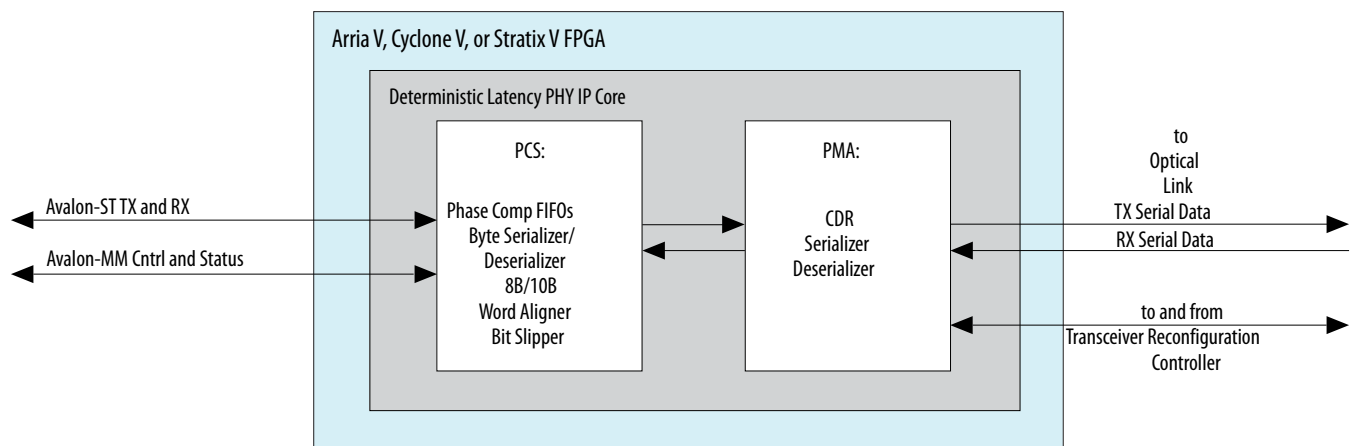 Arria V, Cyclone V, or Stratix V FPGA
Deterministic Latency PHY IP Core
PCS:
Phase Comp FIFOs
Byte Serializer/
Deserializer
8B/10B
Word Aligner
Bit Slipper
PMA:
CDR
Serializer
Deserializer
Avalon-ST TX and RX
Avalon-MM Cntrl and Status
to
Optical
Link
TX Serial Data
RX Serial Data
to and from
Transceiver Reconfiguration
Controller